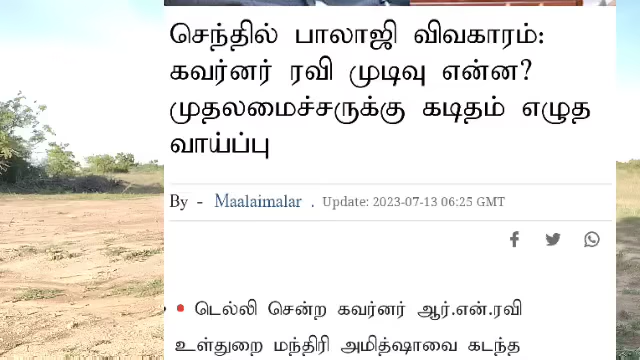 செந்தில் பாலாஜி விவகாரம்:
கவர்னர் ரவி முடிவு என்ன?
முதலமைச்சருக்கு கடிதம் எழுத
வாய்ப்பு
By - Maalaimalar . Update: 2023-07-13 06:25 GMT
• டெல்லி சென்ற கவர்னர் ஆர்.என்.ரவி
உள்துறை மந்திரி அமித்ஷாவை கடந்த